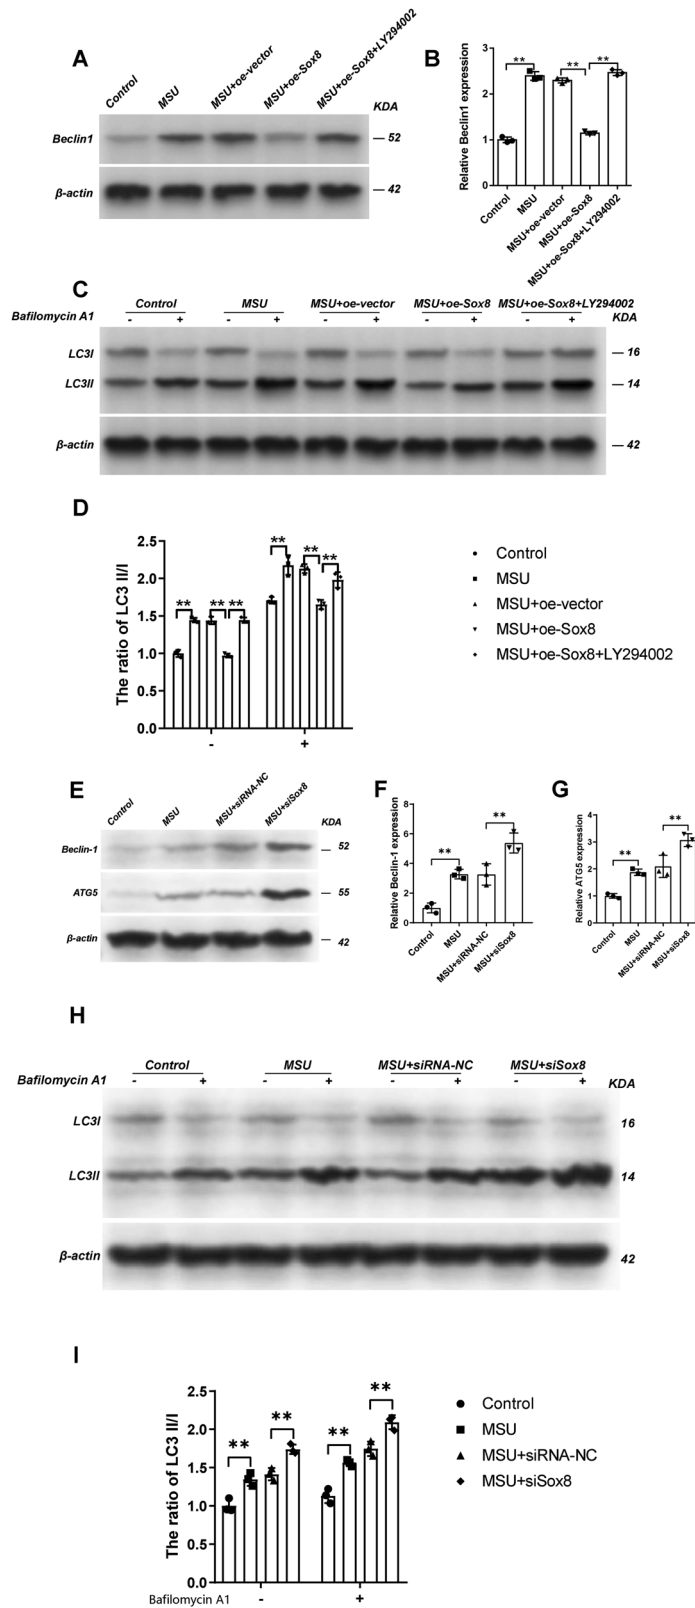 A
Control
MSU
MSU+oe-vector
MSU+oe-Sox8
MSU+oe-Sox8+LY294002
KDA
Beclin1
52
β-actin
42
B
Relative Beclin1 expression
3
2
1
0
**
**
**
Control
MSU
MSU+oe-vector
MSU+oe-Sox8
MSU+oe-Sox8+LY294002
C
Control MSU MSU+oe-vector MSU+oe-Sox8 MSU+oe-Sox8+LY294002
Bafilomycin A1 - + - + - + - + - + KDA
LC3I 16
LC3II 14
β-actin 42
D
The ratio of LC3 II/I
2.5
2.0
1.5
1.0
0.5
0.0
** ** **
** ** **
- +
Control
MSU
MSU+oe-vector
MSU+oe-Sox8
MSU+oe-Sox8+LY294002
E
Control
MSU
MSU+siRNA-NC
MSU+siSox8
KDA
Beclin-1 52
ATG5 55
β-actin 42
F
Relative Beclin-1 expression
8
6
4
2
0
**
**
Control
MSU
MSU+siRNA-NC
MSU+siSox8
G
Relative ATG5 expression
4
3
2
1
0
**
**
Control
MSU
MSU+siRNA-NC
MSU+siSox8
H
Control MSU MSU+siRNA-NC MSU+siSox8
Bafilomycin A1 - + - + - + - + KDA
LC3I 16
LC3II 14
β-actin 42
I
The ratio of LC3 II/I
2.5
2.0
1.5
1.0
0.5
0.0
** **
** **
Bafilomycin A1 - +
Control
MSU
MSU+siRNA-NC
MSU+siSox8